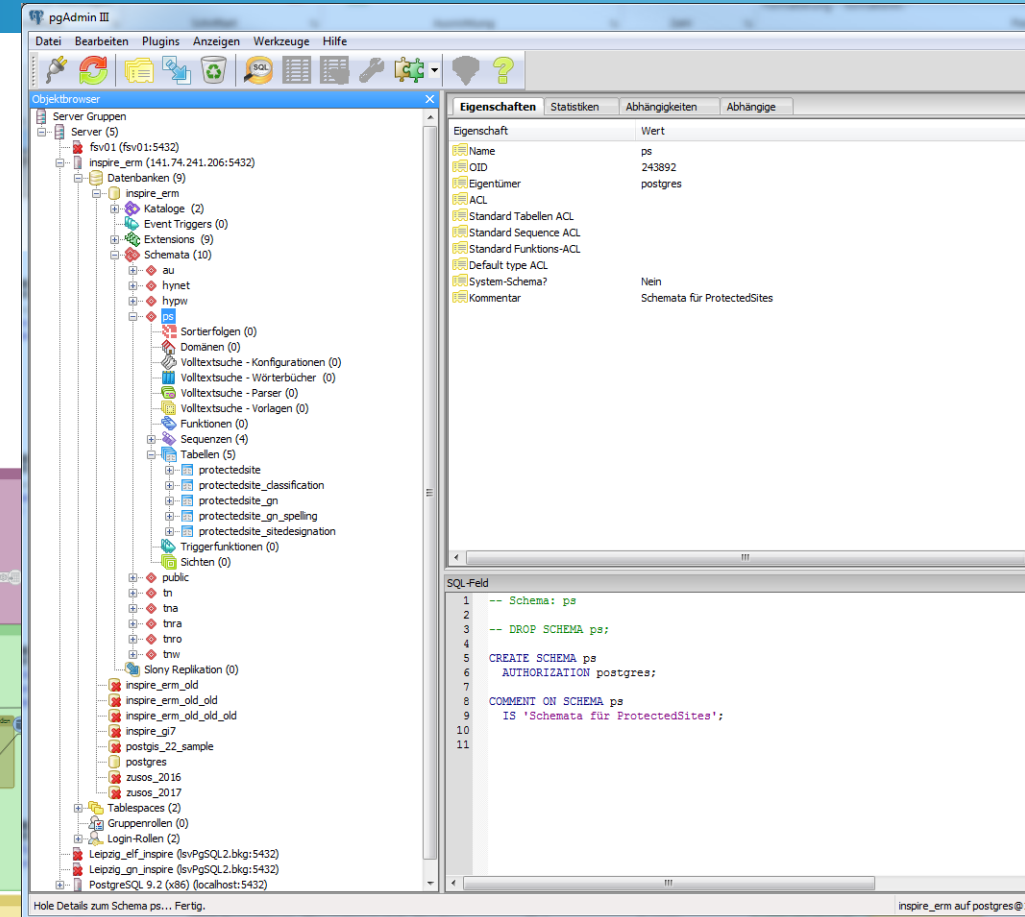 pgAdmin III
Datei Bearbeiten Plugins Anzeigen Werkzeuge Hilfe
SQL
Objektbrowser
Server Gruppen
Server (5)
fsv01 (fsv01:5432)
inspire_erm (141.74.241.206:5432)
Datenbanken (9)
inspire_erm
Kataloge (2)
Event Triggers (0)
Extensions (9)
Schemata (10)
au
hynet
hypw
ps
Sortierfolgen (0)
Domänen (0)
Volltextsuche - Konfigurationen (0)
Volltextsuche - Wörterbücher (0)
Volltextsuche - Parser (0)
Volltextsuche - Vorlagen (0)
Funktionen (0)
Sequenzen (4)
Tabellen (5)
protectedsite
protectedsite_classification
protectedsite_gn
protectedsite_gn_spelling
protectedsite_sitedesignation
Triggerfunktionen (0)
Sichten (0)
public
tn
tna
tnra
tnro
tnw
Slony Replikation (0)
inspire_erm_old
inspire_erm_old_old
inspire_erm_old_old_old
inspire_gi7
postgis_22_sample
postgres
zusos_2016
zusos_2017
Tablespaces (2)
Gruppenrollen (0)
Login-Rollen (2)
Leipzig_elf_inspire (lsvPgSQL2.bkg:5432)
Leipzig_gn_inspire (lsvPgSQL2.bkg:5432)
PostgreSQL 9.2 (x86) (localhost:5432)
Eigenschaften Statistiken Abhängigkeiten Abhängige
Eigenschaft Wert
Name ps
OID 243892
Eigentümer postgres
ACL
Standard Tabellen ACL
Standard Sequence ACL
Standard Funktions-ACL
Default type ACL
System-Schema? Nein
Kommentar Schemata für ProtectedSites
SQL-Feld
1 -- Schema: ps
2
3 -- DROP SCHEMA ps;
4
5 CREATE SCHEMA ps
6 AUTHORIZATION postgres;
7
8 COMMENT ON SCHEMA ps
9 IS 'Schemata für ProtectedSites';
10
11
Hole Details zum Schema ps... Fertig.
inspire_erm auf postgres@